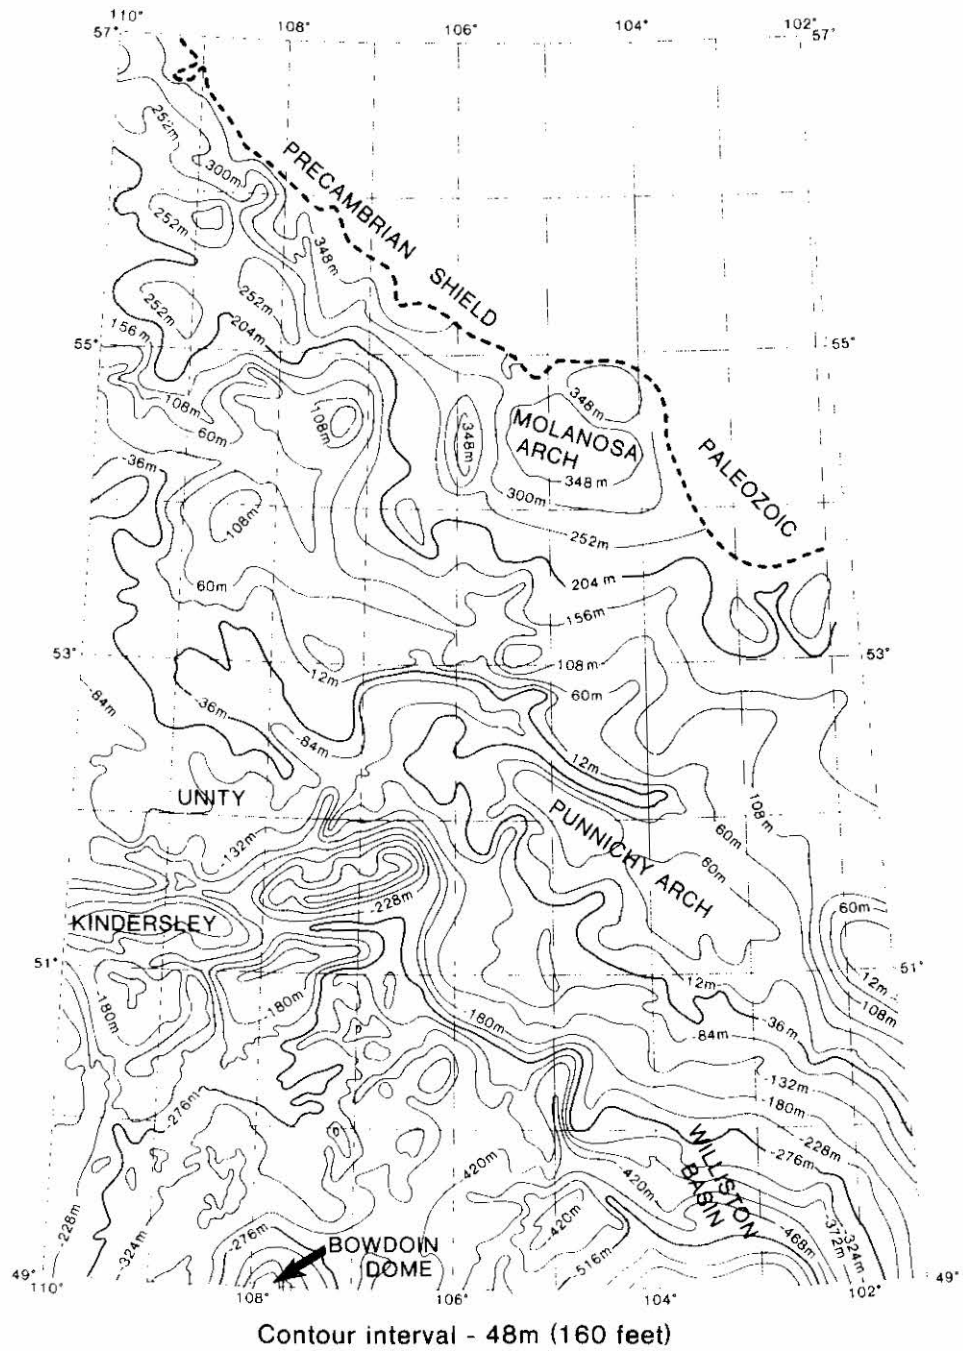 110°
108°
106°
104°
102°
57°
57°
252m
300m
PRECAMBRIAN SHIELD
252m
348m
252m
252m
204m
156m
55°
55°
108m
60m
108m
348m
348m
MOLANOSA
ARCH
348m
300m
PALEOZOIC
-36m
108m
252m
204m
60m
156m
53°
53°
12m
108m
60m
-84m
-36m
-84m
12m
UNITY
108m
PUNNICHY ARCH
60m
60m
-132m
-228m
KINDERSLEY
60m
51°
51°
12m
12m
108m
-180m
-180m
-180m
-36m
-84m
-132m
-180m
-276m
-228m
-276m
WILLISTON
BASIN
420m
-420m
420m
-228m
-324m
-276m
BOWDOIN
DOME
-516m
-468m
-372m
-324m
49°
110°
108°
106°
104°
102°
49°
Contour interval - 48m (160 feet)